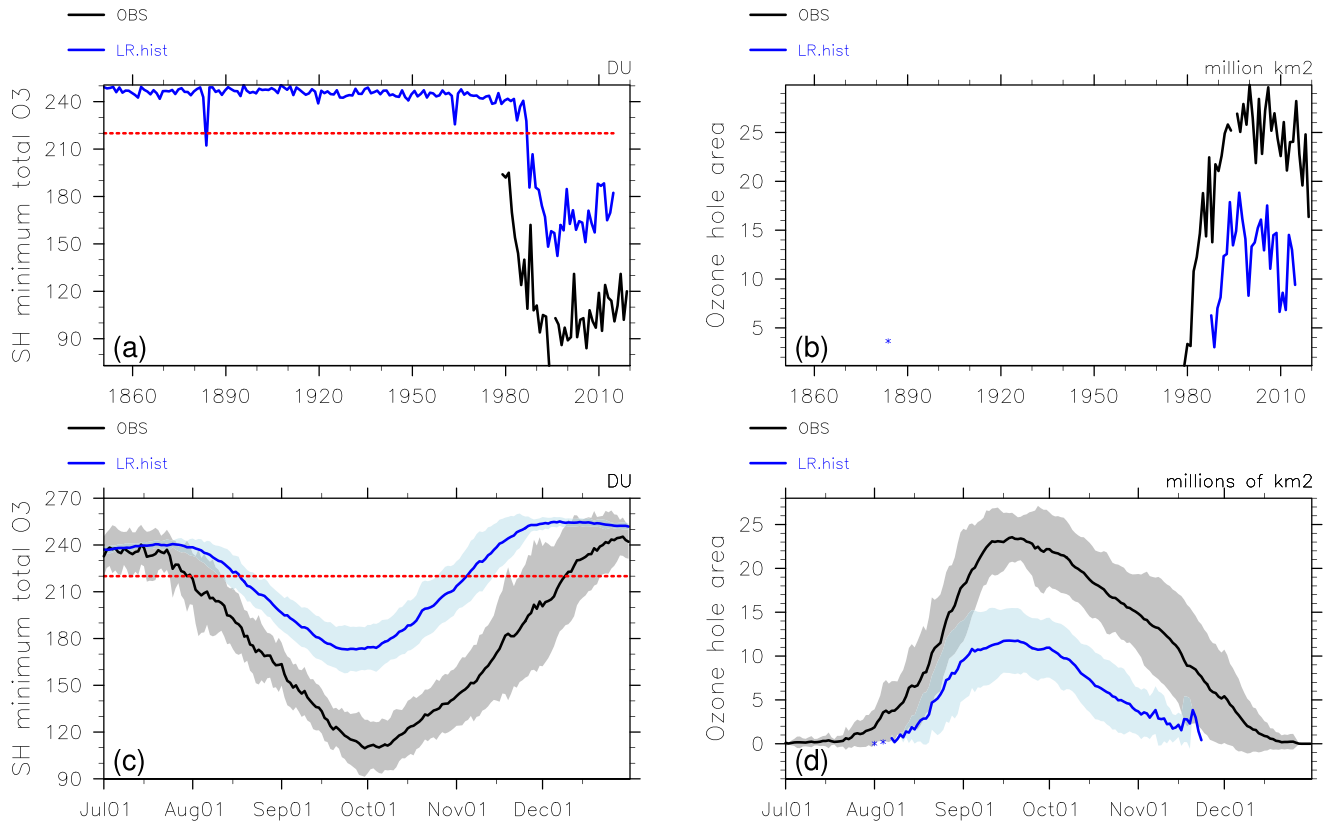 OBS
LR.hist
DU
SH minimum total O3
240
210
180
150
120
90
(a)
1860 1890 1920 1950 1980 2010
OBS
LR.hist
million km2
Ozone hole area
25
20
15
10
5
(b)
1860 1890 1920 1950 1980 2010
OBS
LR.hist
DU
SH minimum total O3
270
240
210
180
150
120
90
(c)
Jul01 Aug01 Sep01 Oct01 Nov01 Dec01
OBS
LR.hist
millions of km2
Ozone hole area
25
20
15
10
5
0
(d)
Jul01 Aug01 Sep01 Oct01 Nov01 Dec01